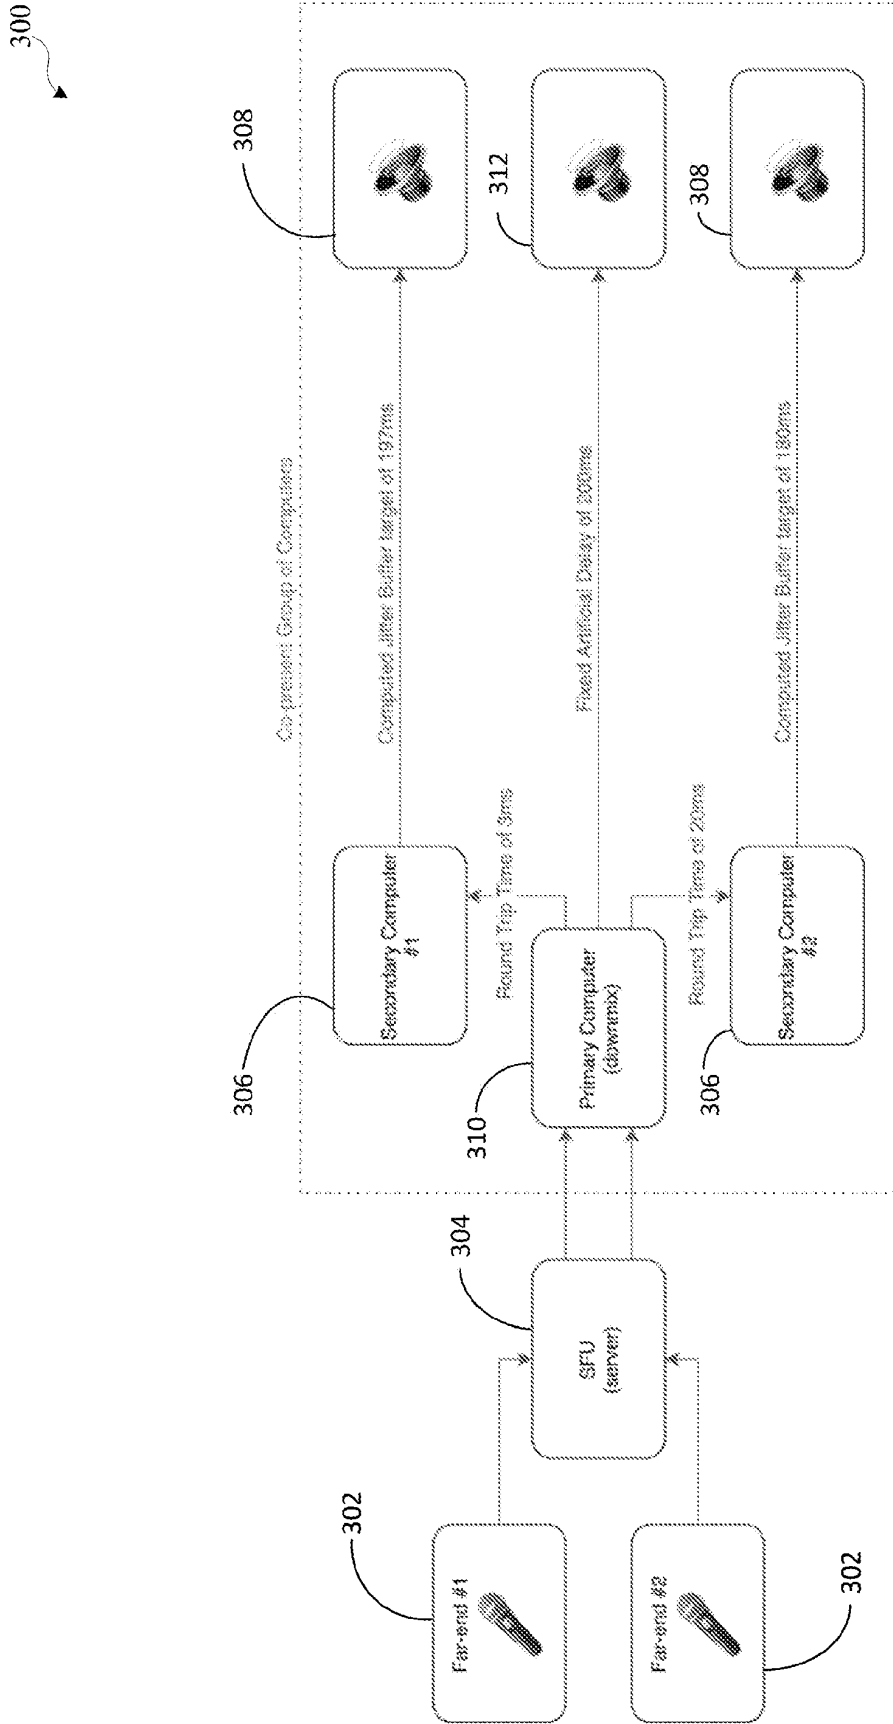 300
Co-present Group of Computers
302
Far-end #1
302
Far-end #2
304
SFU
(server)
310
Primary Computer
(downmix)
306
Secondary Computer
#1
Round Trip Time of 3ms
Computed Jitter Buffer target of 197ms
308
Fixed Artificial Delay of 200ms
312
306
Secondary Computer
#2
Round Trip Time of 20ms
Computed Jitter Buffer target of 180ms
308